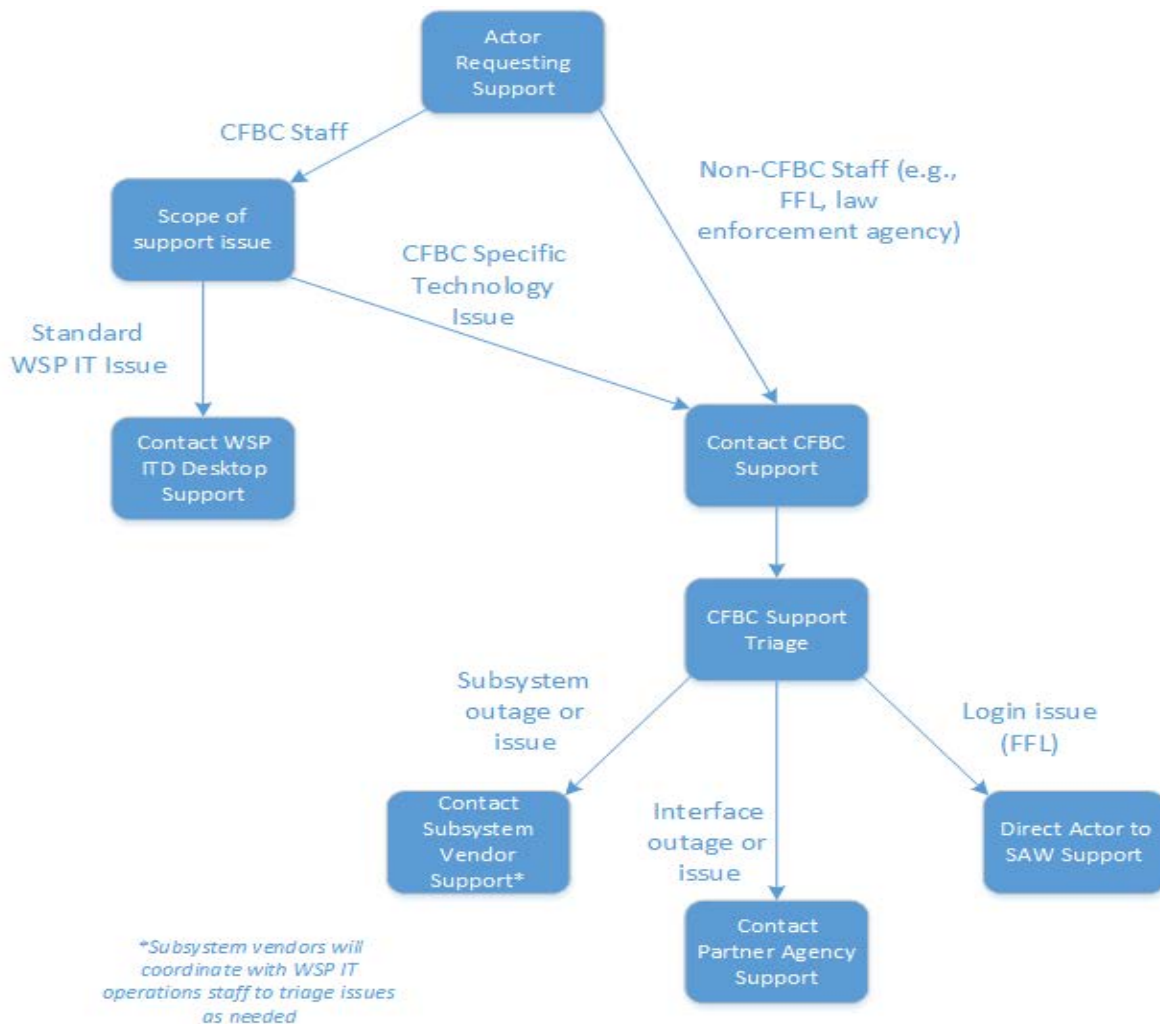 Actor
Requesting
Support
CFBC Staff
Non-CFBC Staff (e.g.,
FFL, law
enforcement agency)
Scope of
support issue
CFBC Specific
Technology
Issue
Standard
WSP IT Issue
Contact WSP
ITD Desktop
Support
Contact CFBC
Support
CFBC Support
Triage
Subsystem
outage or
issue
Login issue
(FFL)
Interface
outage or
issue
Contact
Subsystem
Vendor
Support*
Direct Actor to
SAW Support
Contact
Partner Agency
Support
*Subsystem vendors will
coordinate with WSP IT
operations staff to triage issues
as needed